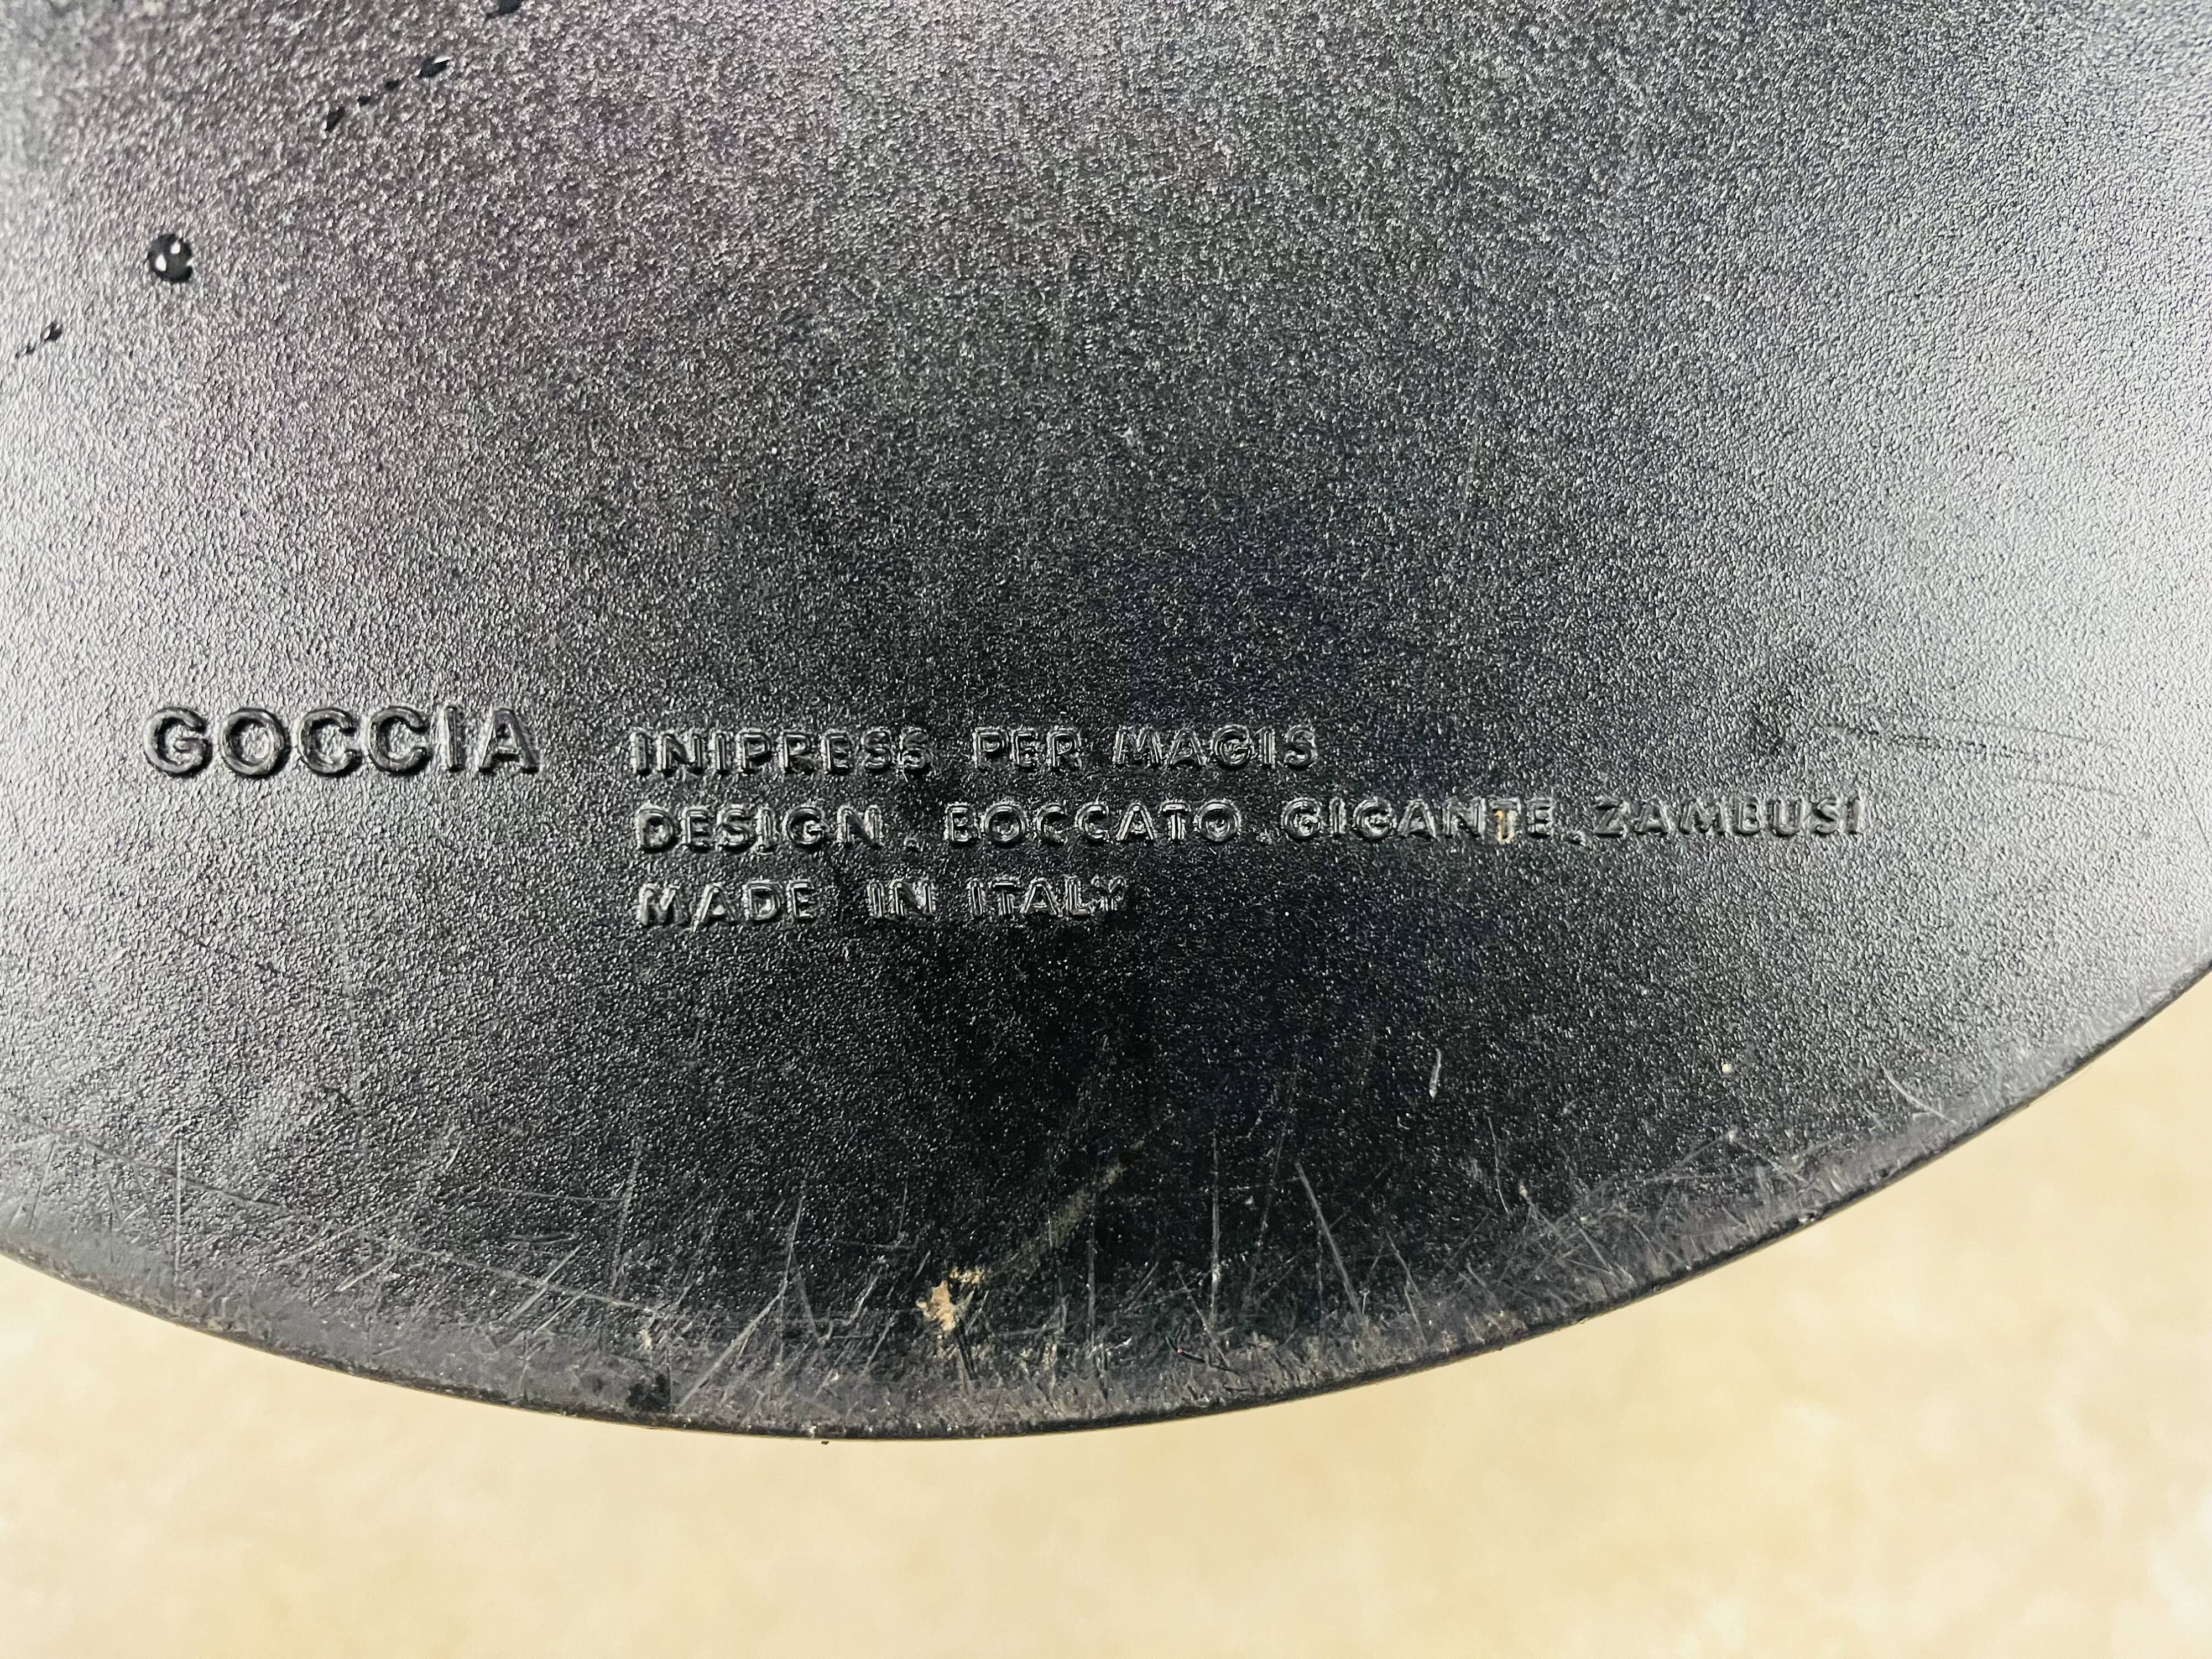 GOCCIA INIPRESS PER MAGIS
DESIGN . BOCCATO . GIGANTE . ZAMBUSI
MADE IN ITALY